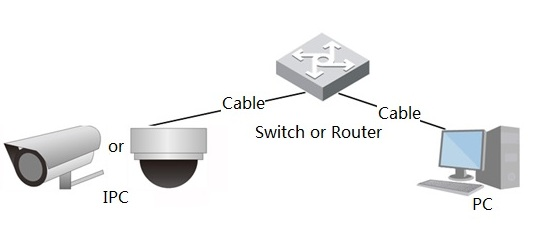 Cable
Cable
Switch or Router
or
IPC
PC